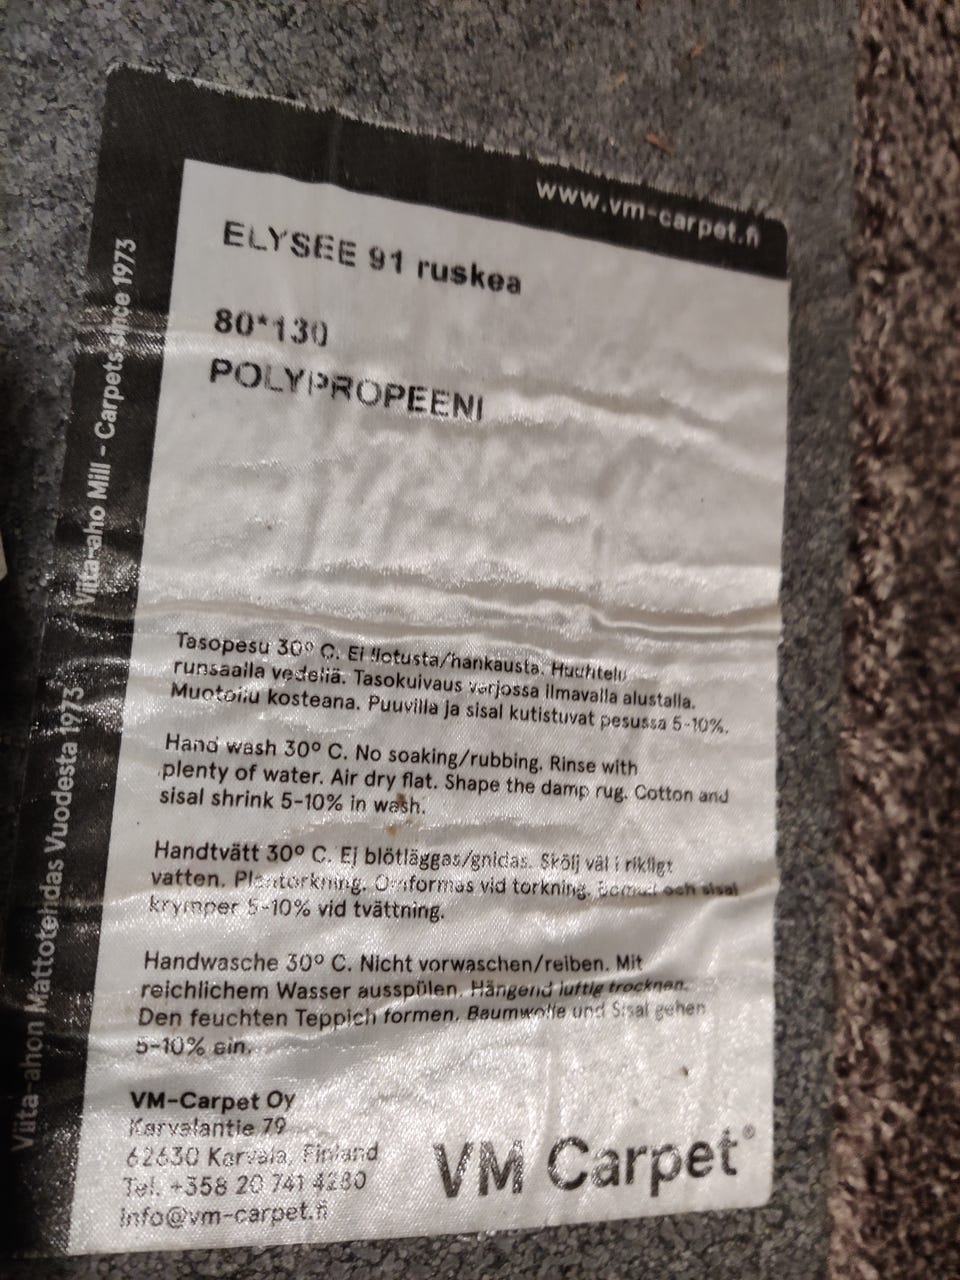 www.vm-carpet.fi
Viita-aho Mill - Carpets since 1973
Viita-ahon Mattotehdas Vuodesta 1973
ELYSEE 91 ruskea
80*130
POLYPROPEENI
Tasopesu 30° C. Ei liotusta/hankausta. Huuhtelu
runsaalla vedellä. Tasokuivaus varjossa ilmavalla alustalla.
Muotoilu kosteana. Puuvilla ja sisal kutistuvat pesussa 5-10%.
Hand wash 30° C. No soaking/rubbing. Rinse with
plenty of water. Air dry flat. Shape the damp rug. Cotton and
sisal shrink 5-10% in wash.
Handtvätt 30° C. Ej blötläggas/gnidas. Skölj väl i rikligt
vatten. Plantorkning. Omformas vid torkning. Bomull och sisal
krymper 5-10% vid tvättning.
Handwasche 30° C. Nicht vorwaschen/reiben. Mit
reichlichem Wasser ausspülen. Hängend luftig trocknen.
Den feuchten Teppich formen. Baumwolle und Sisal gehen
5-10% ein.
VM-Carpet Oy
Karvalantie 79
62630 Karvala, Finland
Tel. +358 20 741 4280
info@vm-carpet.fi
VM Carpet®